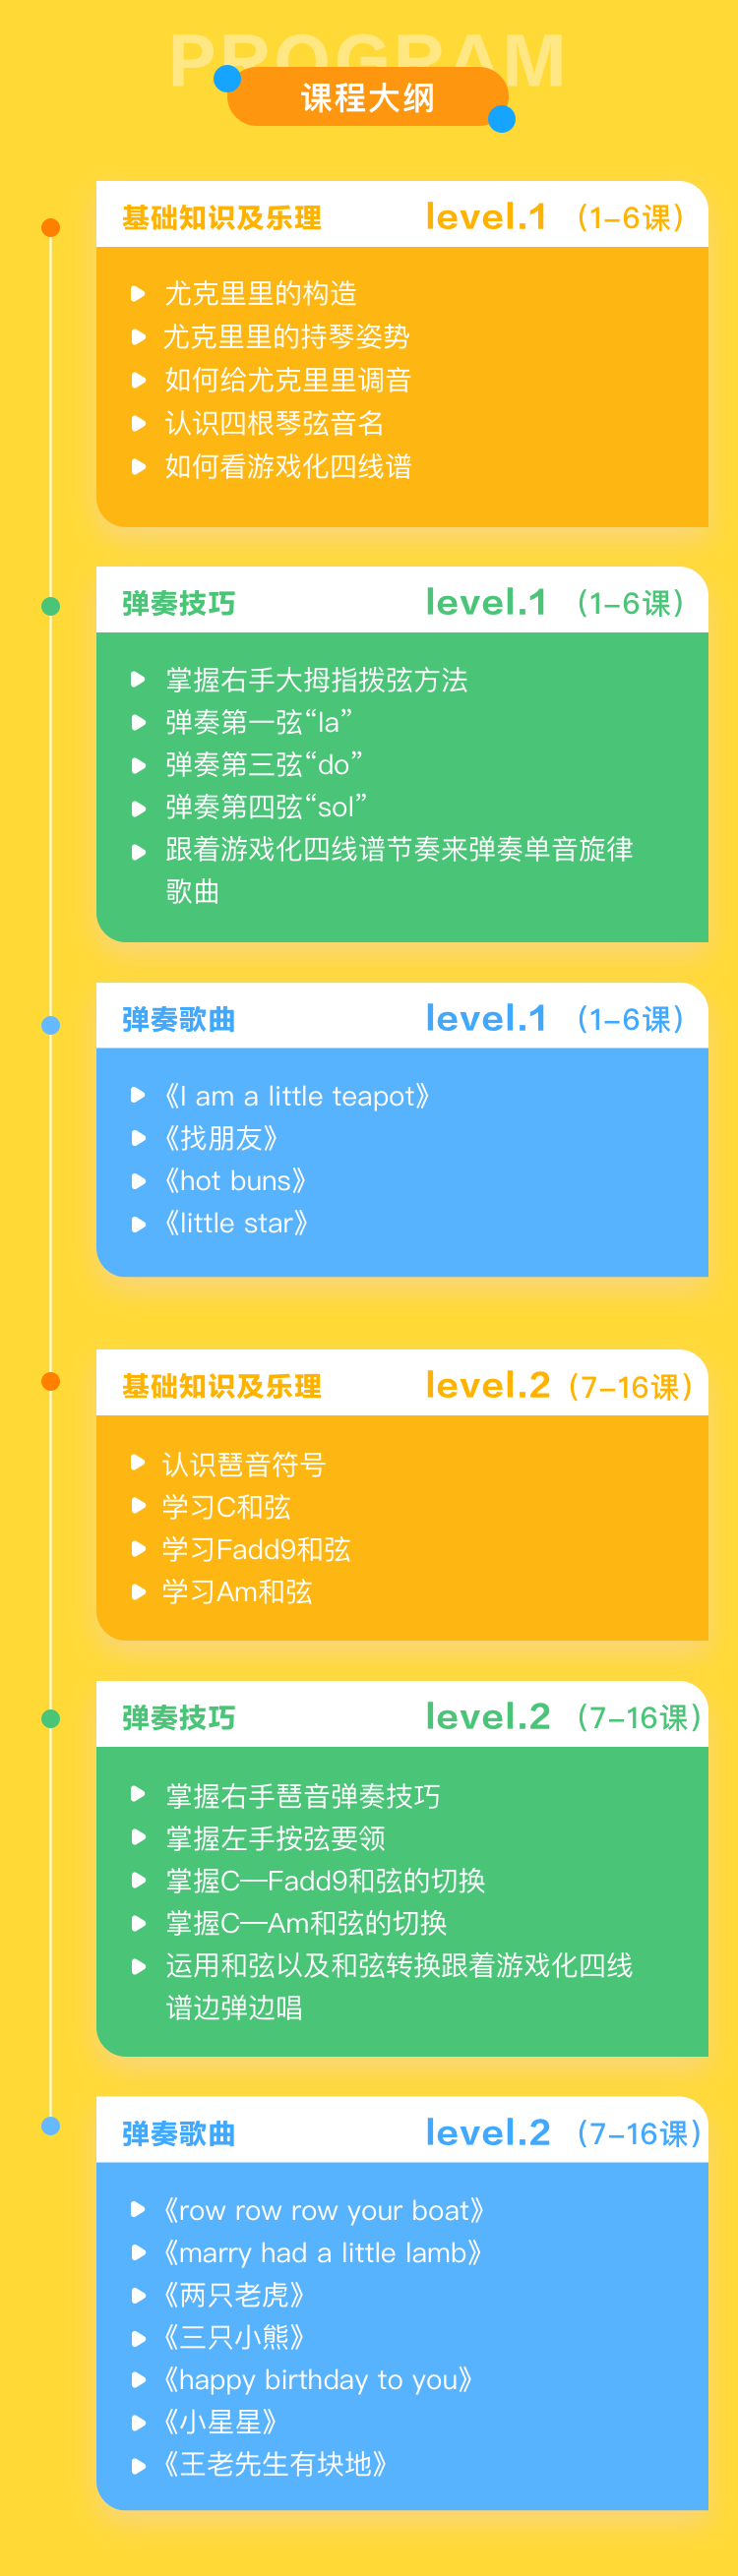 PROGRAM
课程大纲
基础知识及乐理 level.1 （1-6课）
尤克里里的构造
尤克里里的持琴姿势
如何给尤克里里调音
认识四根琴弦音名
如何看游戏化四线谱
弹奏技巧 level.1 （1-6课）
掌握右手大拇指拨弦方法
弹奏第一弦“la”
弹奏第三弦“do”
弹奏第四弦“sol”
跟着游戏化四线谱节奏来弹奏单音旋律
歌曲
弹奏歌曲 level.1 （1-6课）
《I am a little teapot》
《找朋友》
《hot buns》
《little star》
基础知识及乐理 level.2 （7-16课）
认识琶音符号
学习C和弦
学习Fadd9和弦
学习Am和弦
弹奏技巧 level.2 （7-16课）
掌握右手琶音弹奏技巧
掌握左手按弦要领
掌握C—Fadd9和弦的切换
掌握C—Am和弦的切换
运用和弦以及和弦转换跟着游戏化四线
谱边弹边唱
弹奏歌曲 level.2 （7-16课）
《row row row your boat》
《marry had a little lamb》
《两只老虎》
《三只小熊》
《happy birthday to you》
《小星星》
《王老先生有块地》